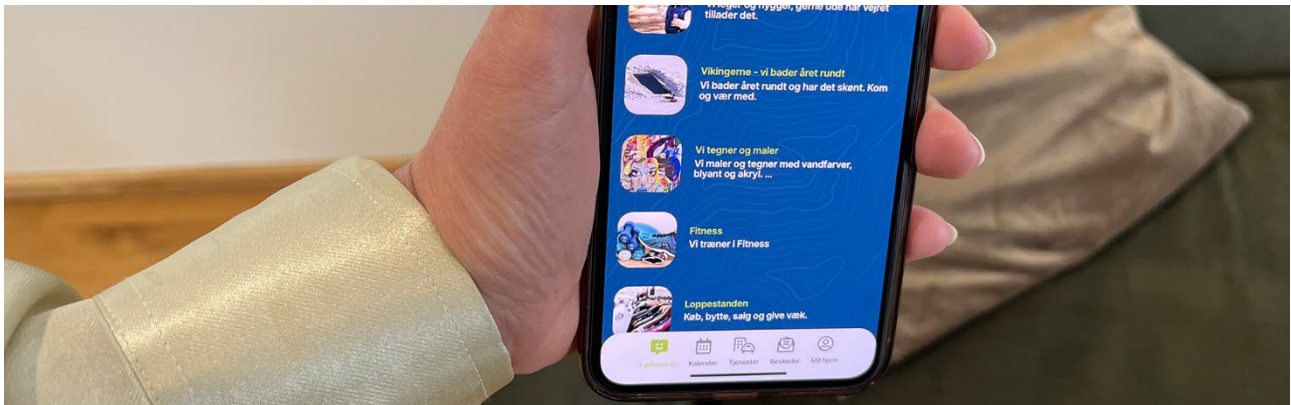 Vi leger og hygger, gerne ude når vejret
tillader det.
Vikingerne - vi bader året rundt
Vi bader året rundt og har det skønt. Kom
og vær med.
Vi tegner og maler
Vi maler og tegner med vandfarver,
blyant og akryl. ...
Fitness
Vi træner i Fitness
Loppestanden
Køb, bytte, salg og give væk.
Fællesskab Kalender Tjenester Beskeder Mit hjem